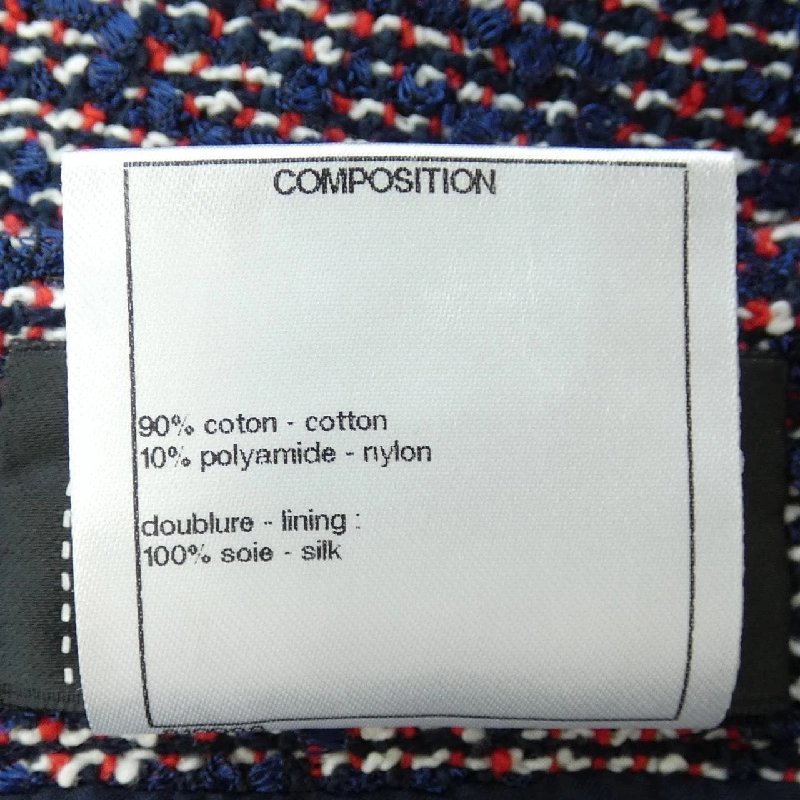 COMPOSITION
90% coton - cotton
10% polyamide - nylon
doublure - lining :
100% soie - silk